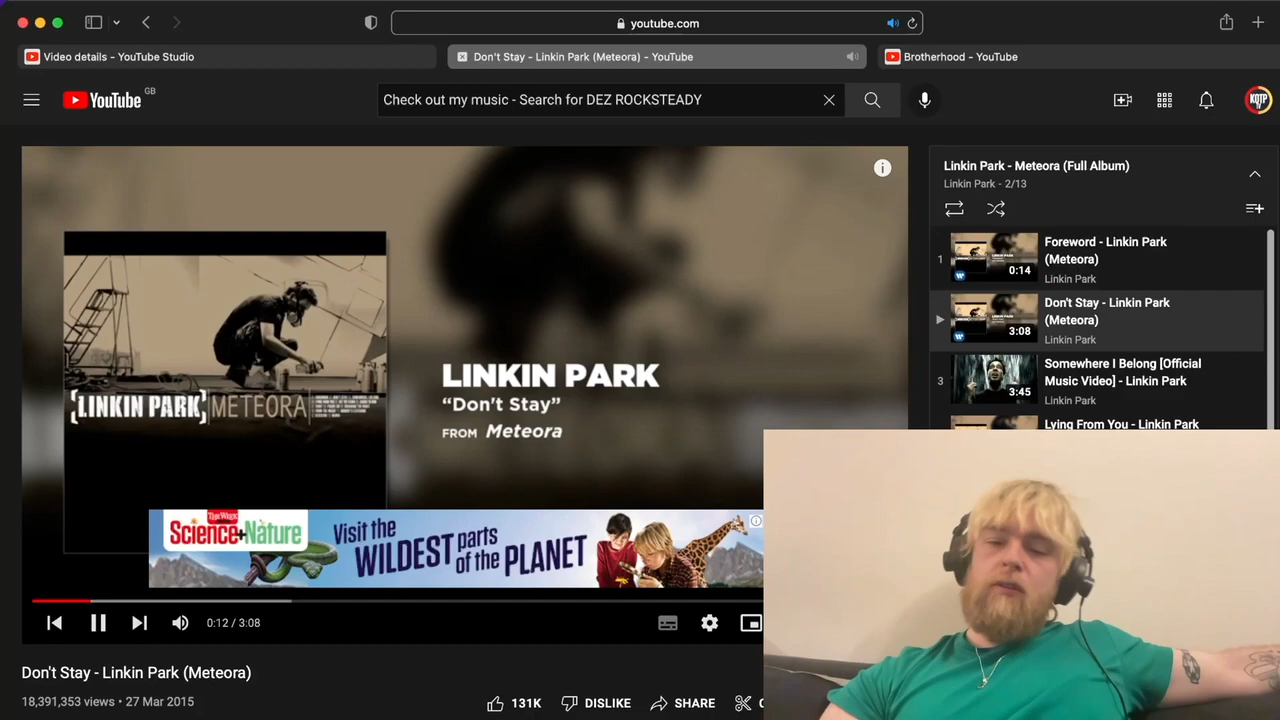 youtube.com
Video details - YouTube Studio
Don't Stay - Linkin Park (Meteora) - YouTube
Brotherhood - YouTube
YouTube GB
Check out my music - Search for DEZ ROCKSTEADY
KOTP
Linkin Park - Meteora (Full Album)
Linkin Park - 2/13
1
Foreword - Linkin Park
(Meteora)
Linkin Park
0:14
Don't Stay - Linkin Park
(Meteora)
Linkin Park
3:08
3
Somewhere I Belong [Official
Music Video] - Linkin Park
Linkin Park
3:45
Lying From You - Linkin Park
[LINKIN PARK] METEORA
LINKIN PARK
“Don't Stay”
FROM Meteora
The Week
Science+Nature
Visit the
WILDEST parts
of the PLANET
0:12 / 3:08
Don't Stay - Linkin Park (Meteora)
18,391,353 views • 27 Mar 2015
131K
DISLIKE
SHARE